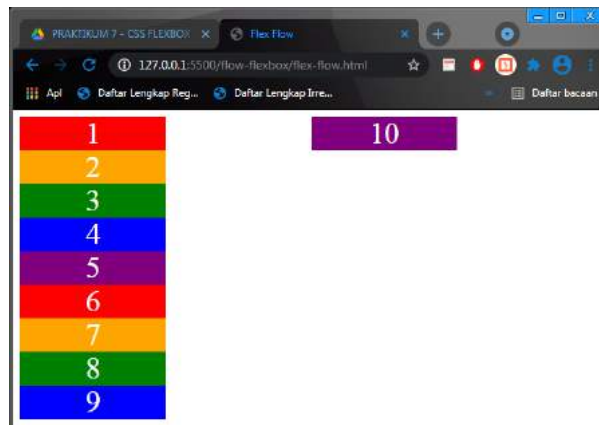 PRAKTIKUM 7 - CSS FLEXBOX
Flex Flow
127.0.0.1:5500/flow-flexbox/flex-flow.html
Apl
Daftar Lengkap Reg...
Daftar Lengkap Irre...
Daftar bacaan
1
10
2
3
4
5
6
7
8
9